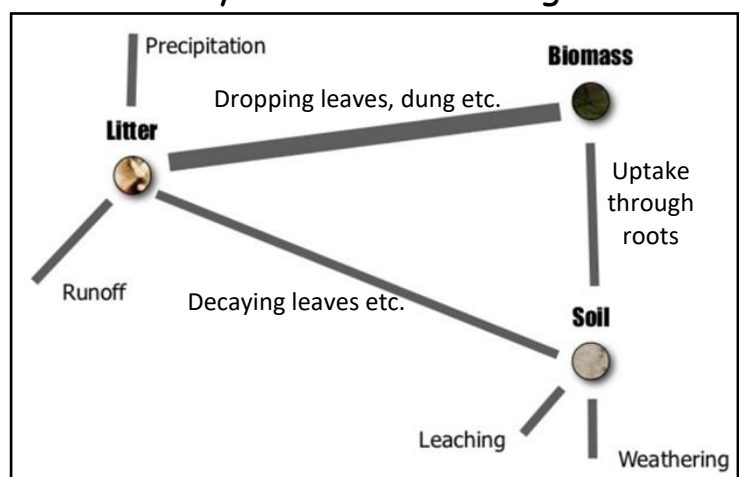 Precipitation
Biomass
Dropping leaves, dung etc.
Litter
Uptake
through
roots
Runoff
Decaying leaves etc.
Soil
Leaching
Weathering